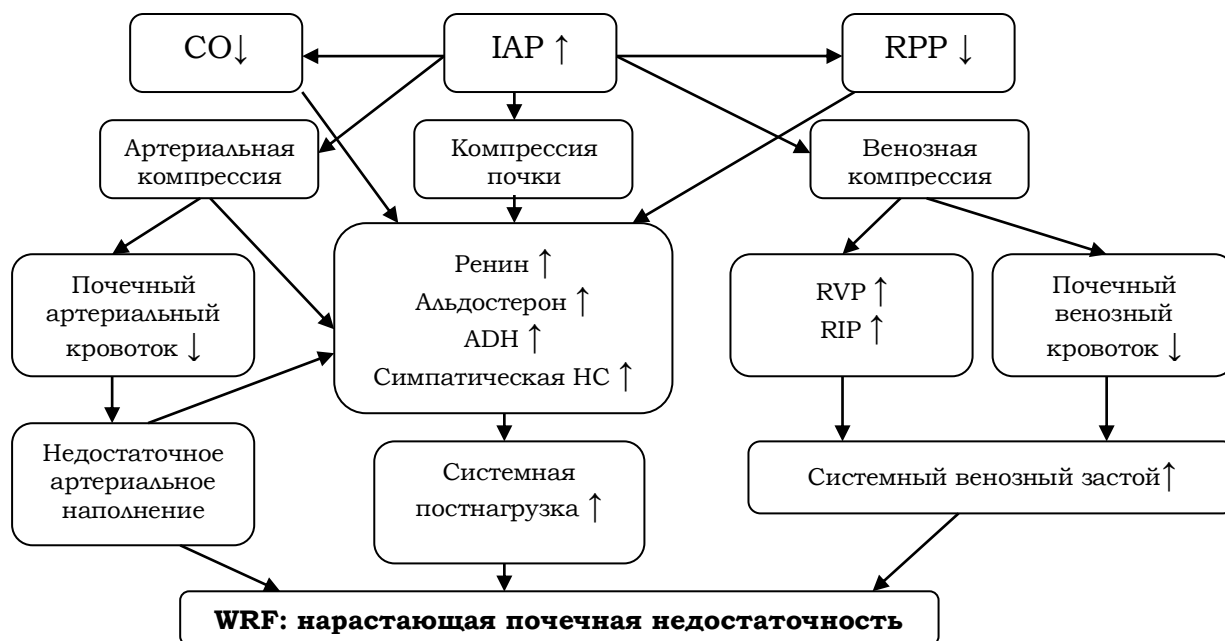 CO↓
IAP ↑
RPP ↓
Артериальная
компрессия
Компрессия
почки
Венозная
компрессия
Почечный
артериальный
кровоток ↓
Ренин ↑
Альдостерон ↑
ADH ↑
Симпатическая НС ↑
RVP ↑
RIP ↑
Почечный
венозный
кровоток ↓
Недостаточное
артериальное
наполнение
Системная
постнагрузка ↑
Системный венозный застой↑
WRF: нарастающая почечная недостаточность